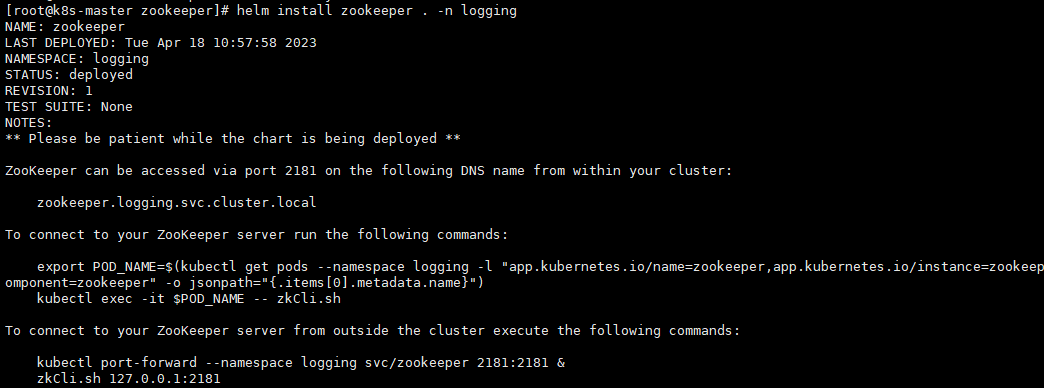 [root@k8s-master zookeeper]# helm install zookeeper . -n logging
NAME: zookeeper
LAST DEPLOYED: Tue Apr 18 10:57:58 2023
NAMESPACE: logging
STATUS: deployed
REVISION: 1
TEST SUITE: None
NOTES:
** Please be patient while the chart is being deployed **
ZooKeeper can be accessed via port 2181 on the following DNS name from within your cluster:
    zookeeper.logging.svc.cluster.local
To connect to your ZooKeeper server run the following commands:
    export POD_NAME=$(kubectl get pods --namespace logging -l "app.kubernetes.io/name=zookeeper,app.kubernetes.io/instance=zookeep
omponent=zookeeper" -o jsonpath="{.items[0].metadata.name}")
    kubectl exec -it $POD_NAME -- zkCli.sh
To connect to your ZooKeeper server from outside the cluster execute the following commands:
    kubectl port-forward --namespace logging svc/zookeeper 2181:2181 &
    zkCli.sh 127.0.0.1:2181